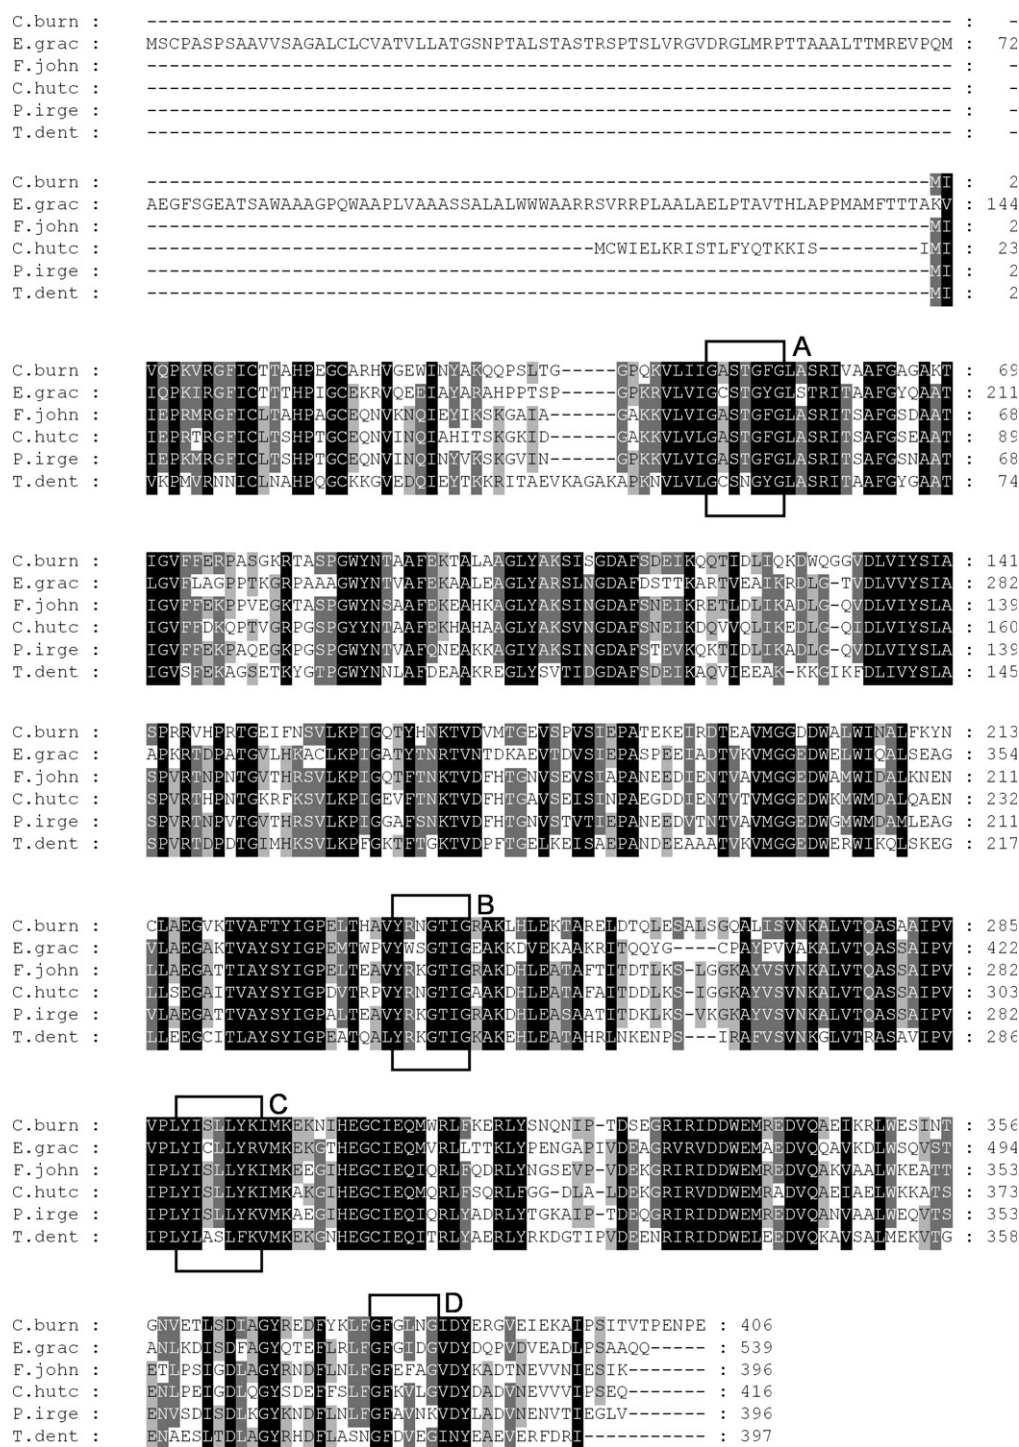 C.burn : ------------------------------------------------------------------------ : -
E.grac : MSCPASPSAAVVSAGALCLCVATVLLATGSNPTALSTASTRSPTSLVRGVDRGLMRPTTAAALTTMREVPQM : 72
F.john : ------------------------------------------------------------------------ : -
C.hutc : ------------------------------------------------------------------------ : -
P.irge : ------------------------------------------------------------------------ : -
T.dent : ------------------------------------------------------------------------ : -
C.burn : ----------------------------------------------------------------------MI : 2
E.grac : AEGFSGEATSAWAAAGPQWAAPLVAAASSALALWWWAARRSVRRPLAALAELPTAVTHLAPPMAMFTTTAKV : 144
F.john : ----------------------------------------------------------------------MI : 2
C.hutc : ----------------------------------------MCWIELKRISTLFYQTKKIS---------IMI : 23
P.irge : ----------------------------------------------------------------------MI : 2
T.dent : ----------------------------------------------------------------------MI : 2
A
C.burn : VQPKVRGFICTTAHPEGCARHVGEWINYAKQQPSLTG-----GPQKVLIIGASTGFGLASRIVAAFGAGAKT : 69
E.grac : IQPKIRGFICTTTHPIGCEKRVQEEIAYARAHPPTSP-----GPKRVLVIGCSTGYGLSTRITAAFGYQAAT : 211
F.john : IEPRMRGFICLTAHPAGCEQNVKNQIEYIKSKGAIA------GAKKVLVIGASTGFGLASRITSAFGSDAAT : 68
C.hutc : IEPRTRGFICLTSHPTGCEQNVINQIAHITSKGKID------GAKKVLVLGASTGFGLASRITSAFGSEAAT : 89
P.irge : IEPKMRGFICLTSHPTGCEQNVINQINYVKSKGVIN------GPKKVLVIGASTGFGLASRITSAFGSNAAT : 68
T.dent : VKPMVRNNICLNAHPQGCKKGVEDQIEYTKKRITAEVKAGAKAPKNVLVLGCSNGYGLASRITAAFGYGAAT : 74
C.burn : IGVFFERPASGKRTASPGWYNTAAFEKTALAAGLYAKSISGDAFSDEIKQQTIDLIQKDWQGGVDLVIYSIA : 141
E.grac : LGVFLAGPPTKGRPAAAGWYNTVAFEKAALEAGLYARSLNGDAFDSTTKARTVEAIKRDLG-TVDLVVYSIA : 282
F.john : IGVFFEKPPVEGKTASPGWYNSAAFEKEAHKAGLYAKSINGDAFSNEIKRETLDLIKADLG-QVDLVIYSLA : 139
C.hutc : IGVFFDKQPTVGRPGSPGYYNTAAFEKHAHAAGLYAKSVNGDAFSNEIKDQVVQLIKEDLG-QIDLVIYSLA : 160
P.irge : IGVFFEKPAQEGKPGSPGWYNTVAFQNEAKKAGIYAKSINGDAFSTEVKQKTIDLIKADLG-QVDLVIYSLA : 139
T.dent : IGVSFEKAGSETKYGTPGWYNNLAFDEAAKREGLYSVTIDGDAFSDEIKAQVIEEAK-KKGIKFDLIVYSLA : 145
C.burn : SPRRVHPRTGEIFNSVLKPIGQTYHNKTVDVMTGEVSPVSIEPATEKEIRDTEAVMGGDDWALWINALFKYN : 213
E.grac : APKRTDPATGVLHKACLKPIGATYTNRTVNTDKAEVTDVSIEPASPEEIADTVKVMGGEDWELWIQALSEAG : 354
F.john : SPVRTNPNTGVTHRSVLKPIGQTFTNKTVDFHTGNVSEVSIAPANEEDIENTVAVMGGEDWAMWIDALKNEN : 211
C.hutc : SPVRTHPNTGKRFKSVLKPIGEVFTNKTVDFHTGAVSEISINPAEGDDIENTVTVMGGEDWKMWMDALQAEN : 232
P.irge : SPVRTNPVTGVTHRSVLKPIGGAFSNKTVDFHTGNVSTVTIEPANEEDVTNTVAVMGGEDWGMWMDAMLEAG : 211
T.dent : SPVRTDPDTGIMHKSVLKPFGKTFTGKTVDPFTGELKEISAEPANDEEAAATVKVMGGEDWERWIKQLSKEG : 217
B
C.burn : CLAEGVKTVAFTYIGPELTHAVYRNGTIGRAKLHLEKTARELDTQLESALSGQALISVNKALVTQASAAIPV : 285
E.grac : VLAEGAKTVAYSYIGPEMTWPVYWSGTIGEAKKDVEKAAKRITQQYG----CPAYPVVAKALVTQASSAIPV : 422
F.john : LLAEGATTIAYSYIGPELTEAVYRKGTIGRAKDHLEATAFTITDTLKS-LGGKAYVSVNKALVTQASSAIPV : 282
C.hutc : LLSEGAITVAYSYIGPDVTRPVYRNGTIGAAKDHLEATAFAITDDLKS-IGGKAYVSVNKALVTQASSAIPV : 303
P.irge : VLAEGATTVAYSYIGPALTEAVYRKGTIGRAKDHLEASAATITDKLKS-VKGKAYVSVNKALVTQASSAIPV : 282
T.dent : LLEEGCITLAYSYIGPEATQALYRKGTIGKAKEHLEATAHRLNKENPS---IRAFVSVNKGLVTRASAVIPV : 286
C
C.burn : VPLYISLLYKIMKEKNIHEGCIEQMWRLFKERLYSNQNIP-TDSEGRIRIDDWEMREDVQAEIKRLWESINT : 356
E.grac : VPLYICLLYRVMKEKGTHEGCIEQMVRLLTTKLYPENGAPIVDEAGRVRVDDWEMAEDVQQAVKDLWSQVST : 494
F.john : IPLYISLLYKIMKEEGIHEGCIEQIQRLFQDRLYNGSEVP-VDEKGRIRIDDWEMREDVQAKVAALWKEATT : 353
C.hutc : IPLYISLLYKIMKAKGIHEGCIEQMQRLFSQRLFGG-DLA-LDEKGRIRVDDWEMRADVQAEIAELWKKATS : 373
P.irge : IPLYISLLYKVMKAEGIHEGCIEQIQRLYADRLYTGKAIP-TDEQGRIRIDDWEMREDVQANVAALWEQVTS : 353
T.dent : IPLYLASLFKVMKEKGNHEGCIEQITRLYAERLYRKDGTIPVDEENRIRIDDWELEEDVQKAVSALMEKVTG : 358
D
C.burn : GNVETLSDIAGYREDFYKLFGFGLNGIDYERGVEIEKAIPSITVTPENPE : 406
E.grac : ANLKDISDFAGYQTEFLRLFGFGIDGVDYDQPVDVEADLPSAAQQ----- : 539
F.john : ETLPSIGDLAGYRNDFLNLFGFEFAGVDYKADTNEVVNIESIK------- : 396
C.hutc : ENLPEIGDLQGYSDEFFSLFGFKVLGVDYDADVNEVVVIPSEQ------- : 416
P.irge : ENVSDISDLKGYKNDFLNLFGFAVNKVDYLADVNENVTIEGLV------- : 396
T.dent : ENAESLTDLAGYRHDFLASNGFDVEGINYEAEVERFDRI----------- : 397